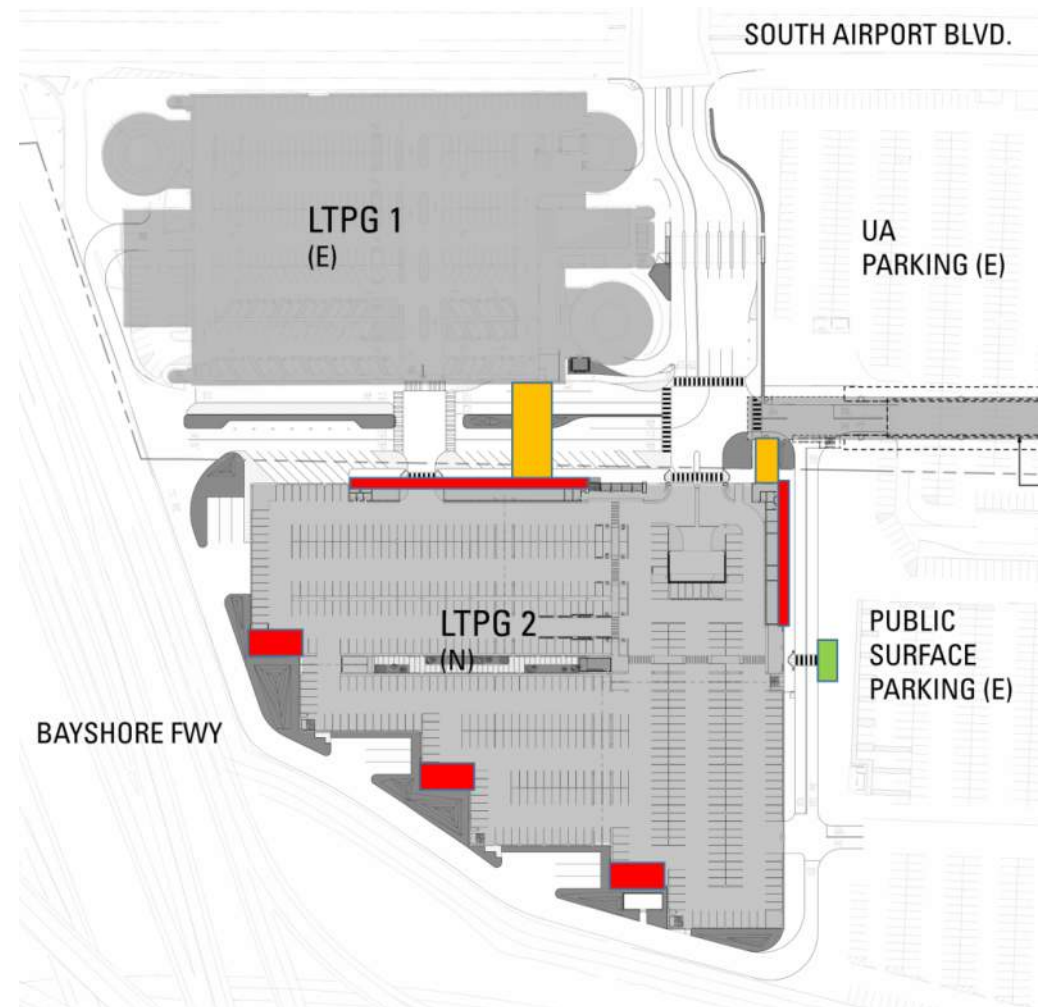 SOUTH AIRPORT BLVD.
LTPG 1
(E)
UA
PARKING (E)
LTPG 2
(N)
PUBLIC
SURFACE
PARKING (E)
BAYSHORE FWY